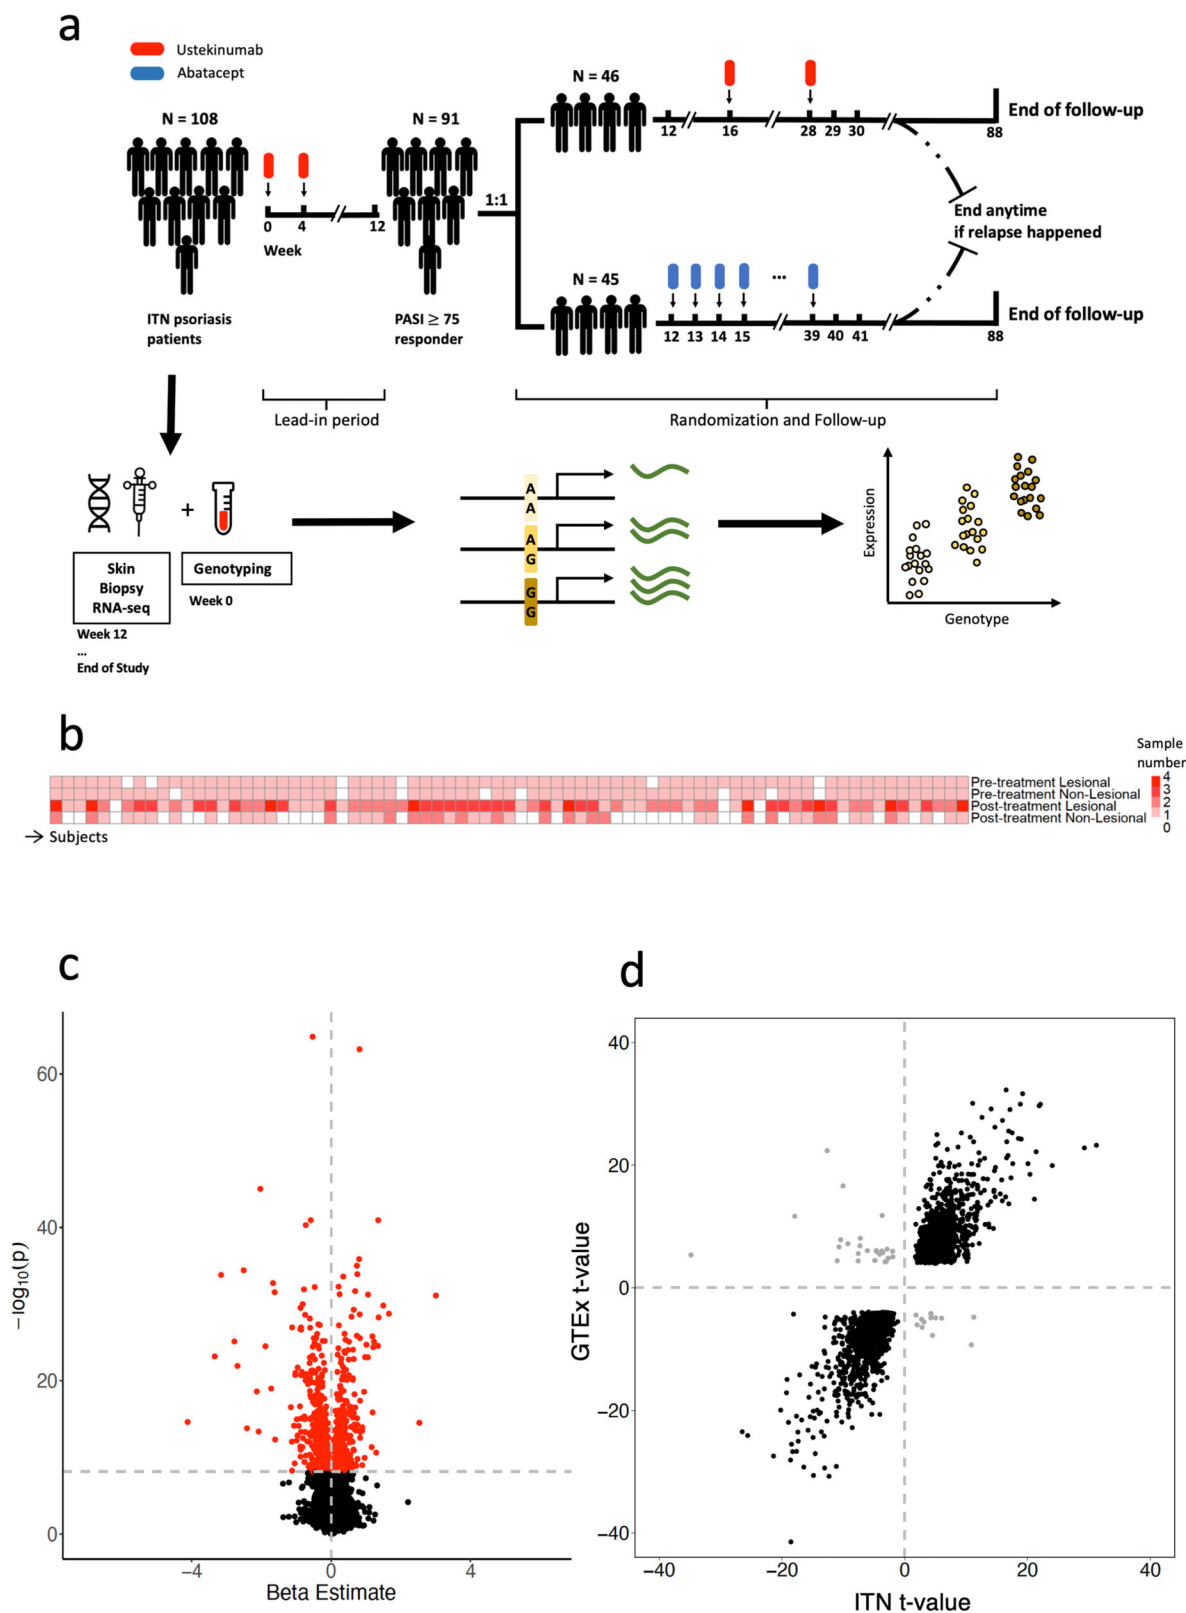 a
Ustekinumab
Abatacept
N = 108
N = 91
N = 46
N = 45
0
4
12
Week
1:1
12
16
28
29
30
88
End of follow-up
End anytime
if relapse happened
12
13
14
15
...
39
40
41
88
End of follow-up
ITN psoriasis
patients
PASI ≥ 75
responder
Lead-in period
Randomization and Follow-up
+
Skin
Biopsy
RNA-seq
Genotyping
Week 0
Week 12
...
End of Study
A
A
A
G
G
G
Expression
Genotype
b
Sample
number
4
3
2
1
0
Pre-treatment Lesional
Pre-treatment Non-Lesional
Post-treatment Lesional
Post-treatment Non-Lesional
→ Subjects
c
−log10(p)
60
40
20
0
−4
0
4
Beta Estimate
d
GTEx t-value
40
20
0
−20
−40
−40
−20
0
20
40
ITN t-value